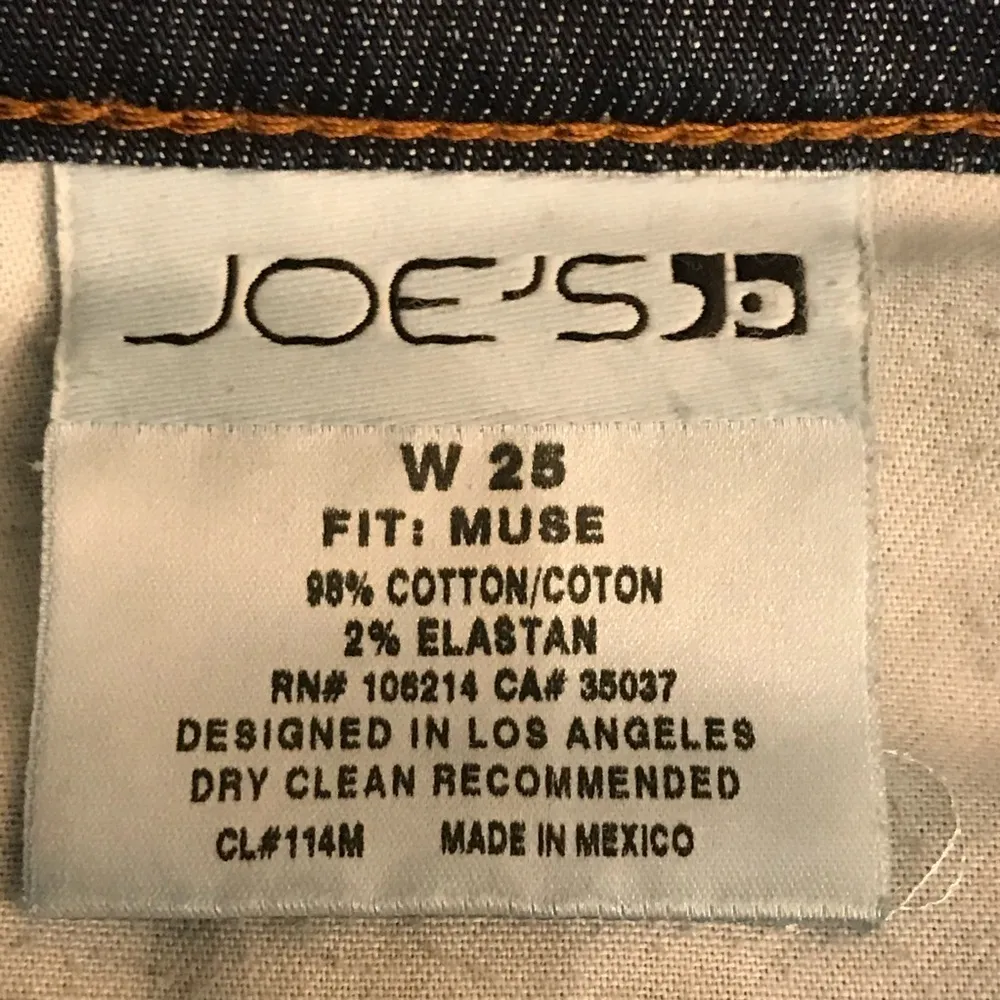 JOE'S
W 25
FIT: MUSE
98% COTTON/COTON
2% ELASTAN
RN# 106214 CA# 35037
DESIGNED IN LOS ANGELES
DRY CLEAN RECOMMENDED
CL#114M MADE IN MEXICO